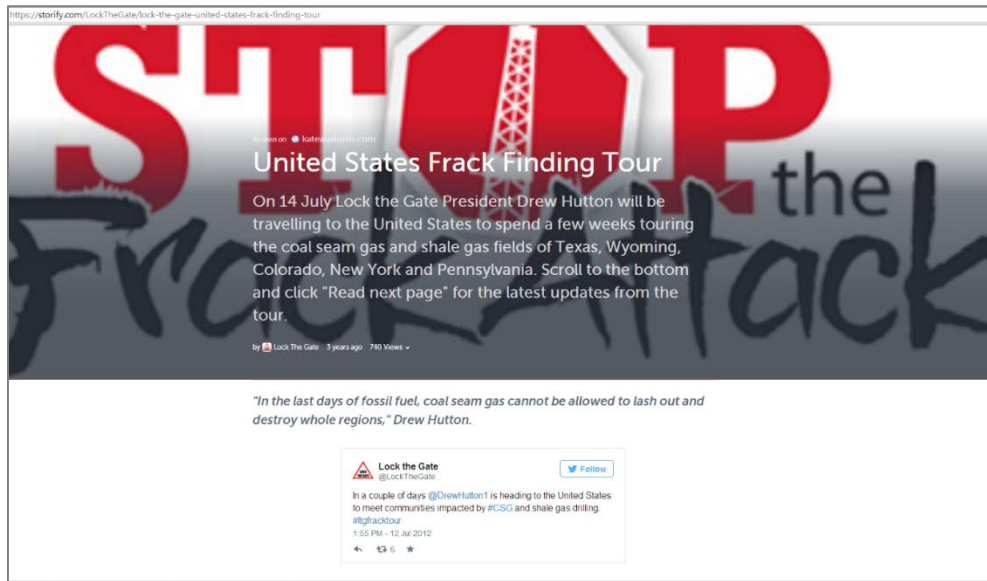 https://storify.com/LockTheGate/lock-the-gate-united-states-frack-finding-tour
STOP
the
Frack Attack
as seen on
United States Frack Finding Tour
On 14 July Lock the Gate President Drew Hutton will be
travelling to the United States to spend a few weeks touring
the coal seam gas and shale gas fields of Texas, Wyoming,
Colorado, New York and Pennsylvania. Scroll to the bottom
and click "Read next page" for the latest updates from the
tour.
by Lock The Gate 3 years ago 740 Views
"In the last days of fossil fuel, coal seam gas cannot be allowed to lash out and
destroy whole regions," Drew Hutton.
Lock the Gate
@LockTheGate
Follow
In a couple of days @DrewHutton1 is heading to the United States
to meet communities impacted by #CSG and shale gas drilling.
#ltgfracktour
1:55 PM - 12 Jul 2012
6